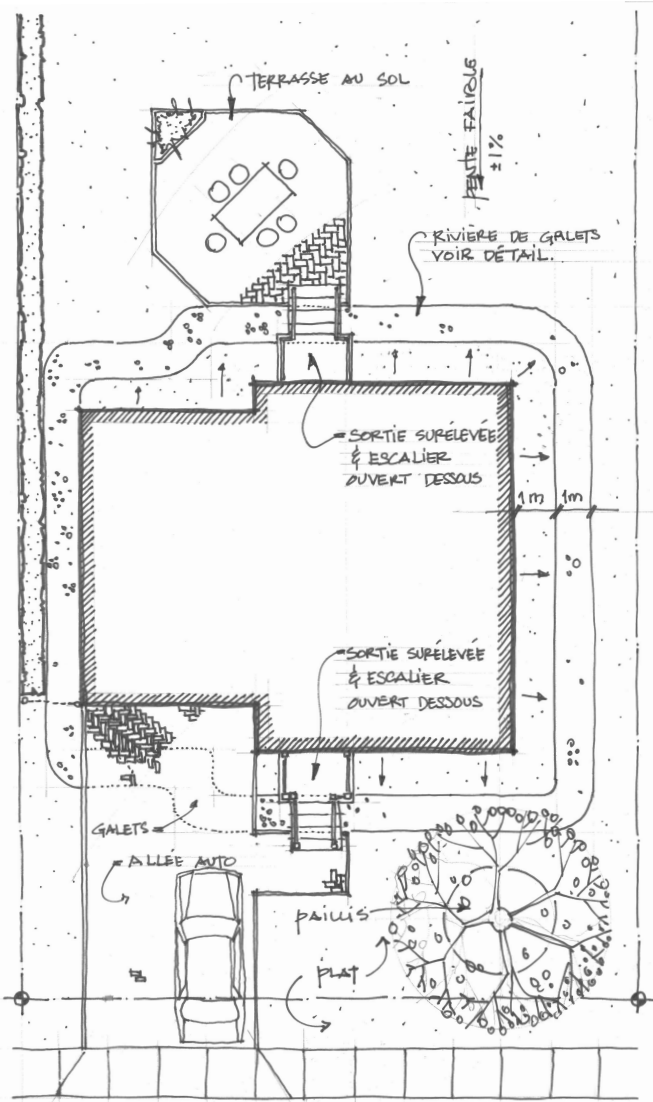 TERRASSE AU SOL
PENTE FAIBLE
±1%
RIVIÈRE DE GALETS
VOIR DÉTAIL.
SORTIE SURÉLEVÉE
& ESCALIER
OUVERT DESSOUS
1m 1m
SORTIE SURÉLEVÉE
& ESCALIER
OUVERT DESSOUS
GALETS
ALLÉE AUTO
PAILLIS
PLAT